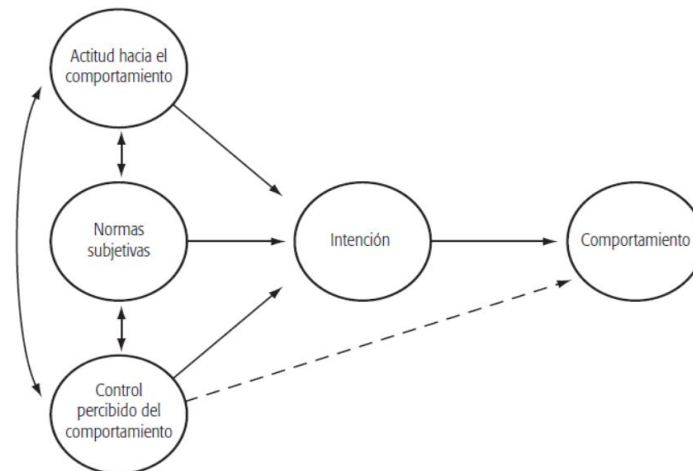 Actitud hacia el
comportamiento
Normas
subjetivas
Intención
Comportamiento
Control
percibido del
comportamiento